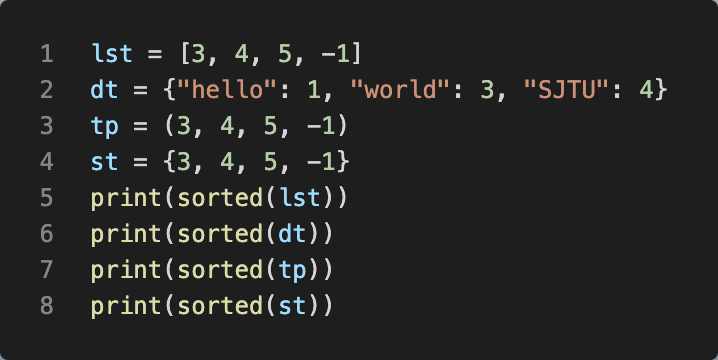 1 lst = [3, 4, 5, -1]
2 dt = {"hello": 1, "world": 3, "SJTU": 4}
3 tp = (3, 4, 5, -1)
4 st = {3, 4, 5, -1}
5 print(sorted(lst))
6 print(sorted(dt))
7 print(sorted(tp))
8 print(sorted(st))